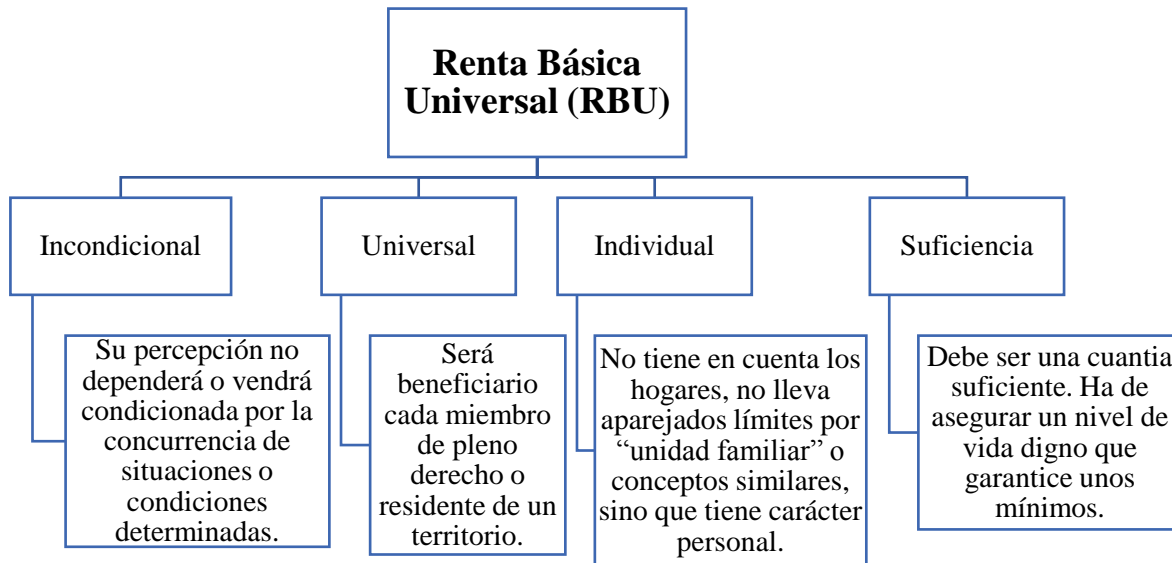 Renta Básica
Universal (RBU)
Incondicional
Su percepción no
dependerá o vendrá
condicionada por la
concurrencia de
situaciones o
condiciones
determinadas.
Universal
Será
beneficiario
cada miembro
de pleno
derecho o
residente de un
territorio.
Individual
No tiene en cuenta los
hogares, no lleva
aparejados límites por
“unidad familiar” o
conceptos similares,
sino que tiene carácter
personal.
Suficiencia
Debe ser una cuantia
suficiente. Ha de
asegurar un nivel de
vida digno que
garantice unos
mínimos.